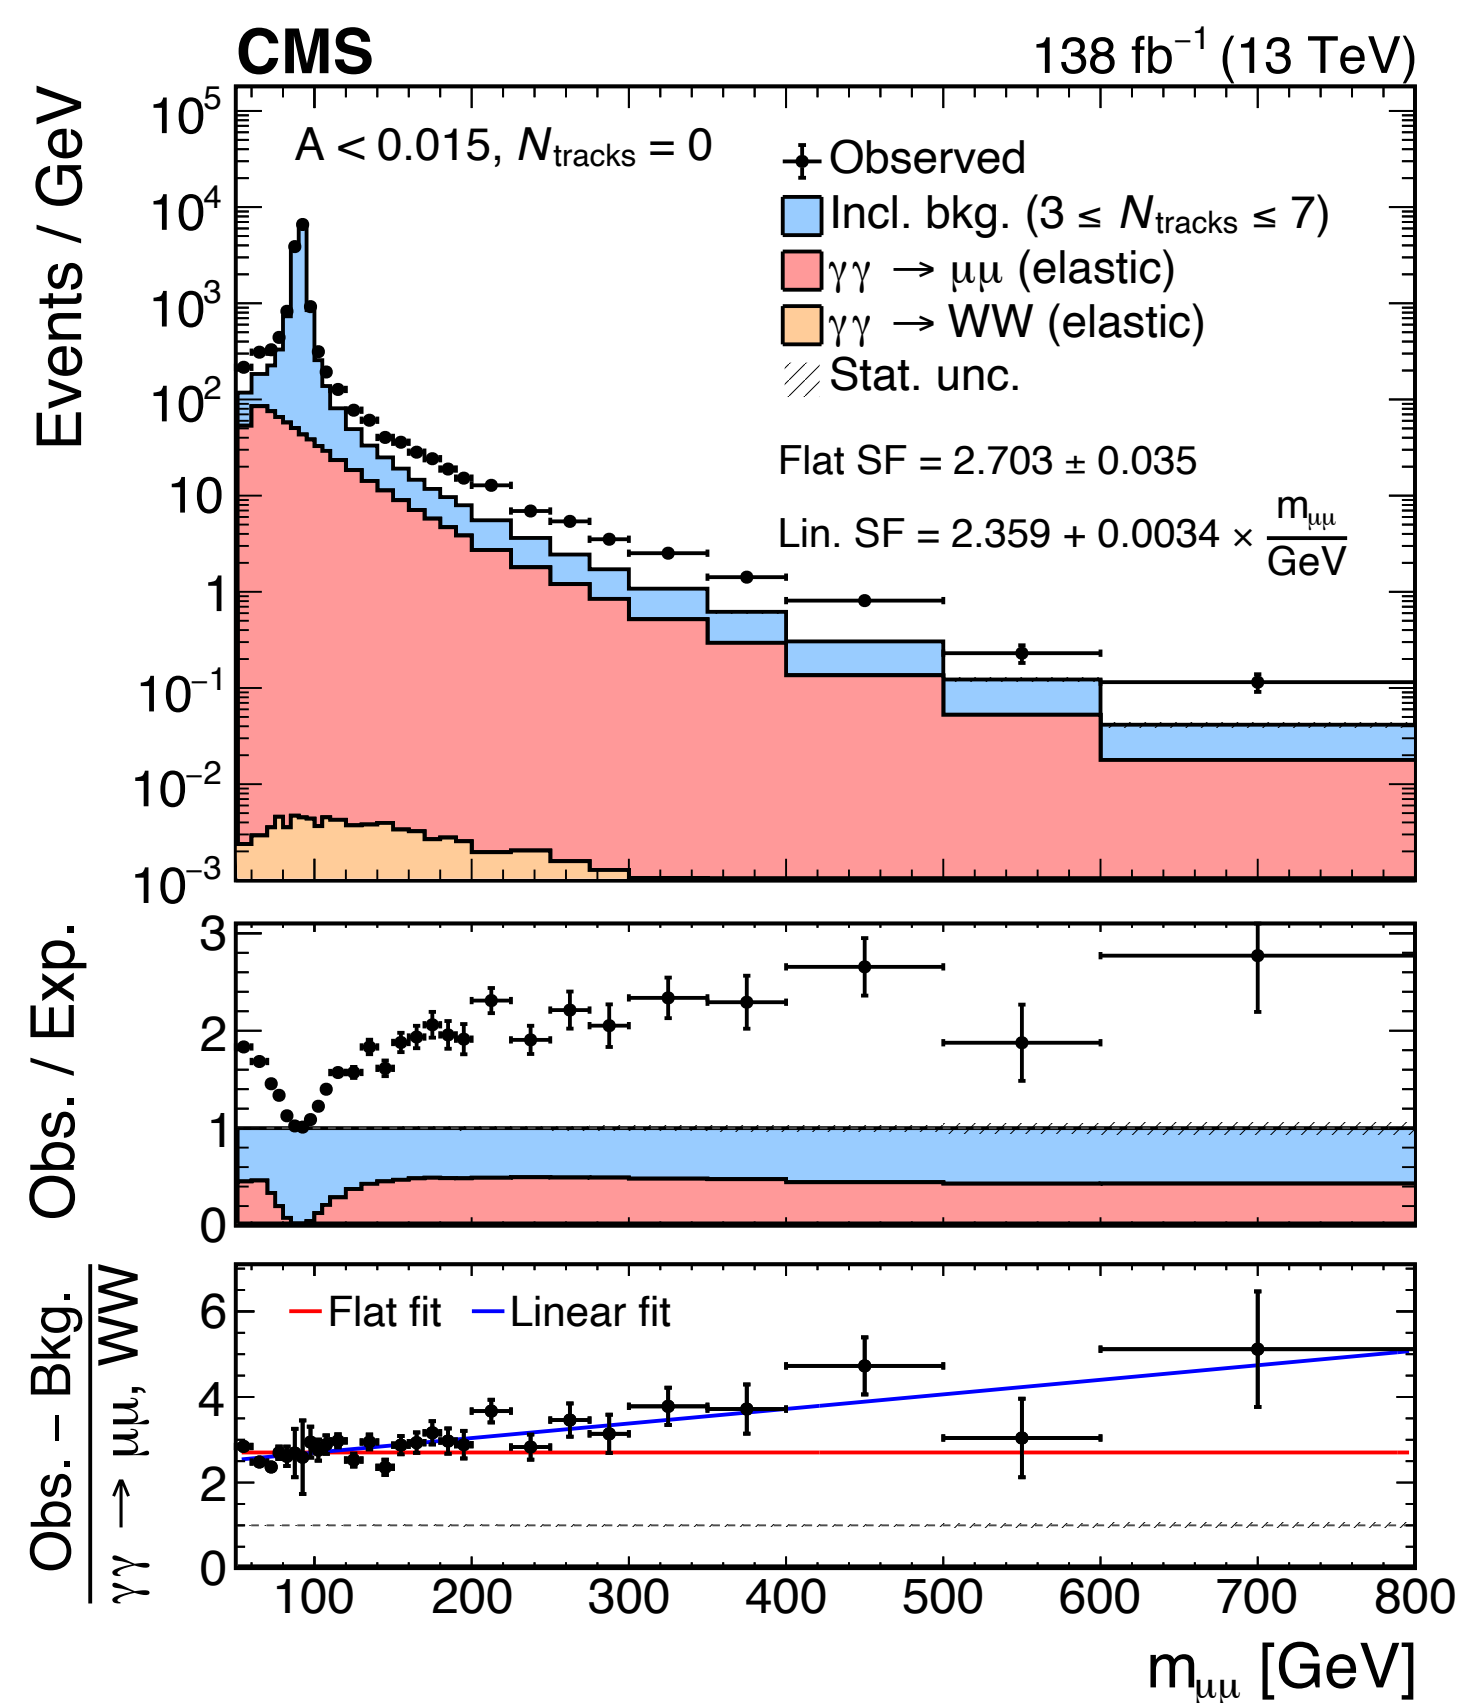 CMS 138 fb⁻¹ (13 TeV)
Events / GeV
10⁵
10⁴
10³
10²
10
1
10⁻¹
10⁻²
10⁻³
A < 0.015, N_tracks = 0
Observed
Incl. bkg. (3 ≤ N_tracks ≤ 7)
γγ → μμ (elastic)
γγ → WW (elastic)
Stat. unc.
Flat SF = 2.703 ± 0.035
Lin. SF = 2.359 + 0.0034 × m_μμ / GeV
Obs. / Exp.
3
2
1
0
Obs. – Bkg.
γγ → μμ, WW
6
4
2
0
Flat fit Linear fit
100 200 300 400 500 600 700 800
m_μμ [GeV]